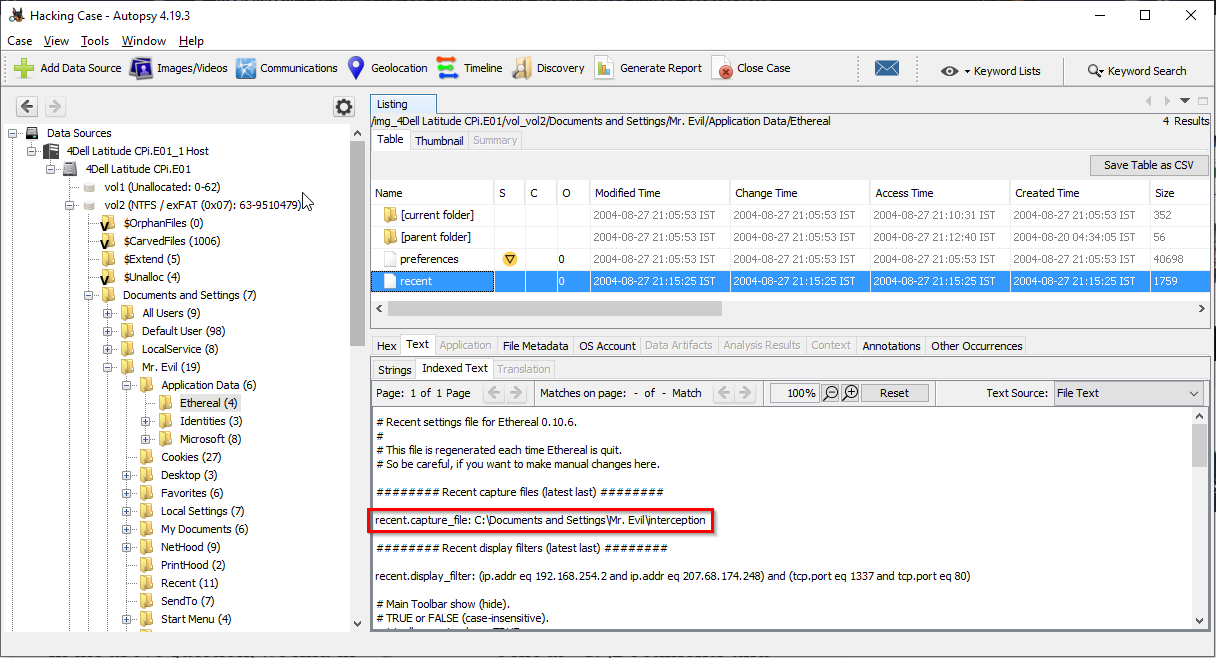 Hacking Case - Autopsy 4.19.3
Case View Tools Window Help
Add Data Source Images/Videos Communications Geolocation Timeline Discovery Generate Report Close Case Keyword Lists Keyword Search
Data Sources
4Dell Latitude CPi.E01_1 Host
4Dell Latitude CPi.E01
vol1 (Unallocated: 0-62)
vol2 (NTFS / exFAT (0x07): 63-9510479)
$OrphanFiles (0)
$CarvedFiles (1006)
$Extend (5)
$Unalloc (4)
Documents and Settings (7)
All Users (9)
Default User (98)
LocalService (8)
Mr. Evil (19)
Application Data (6)
Ethereal (4)
Identities (3)
Microsoft (8)
Cookies (27)
Desktop (3)
Favorites (6)
Local Settings (7)
My Documents (6)
NetHood (9)
PrintHood (2)
Recent (11)
SendTo (7)
Start Menu (4)
Listing
/img_4Dell Latitude CPi.E01/vol_vol2/Documents and Settings/Mr. Evil/Application Data/Ethereal 4 Results
Table Thumbnail Summary
Save Table as CSV
Name S C O Modified Time Change Time Access Time Created Time Size
[current folder] 2004-08-27 21:05:53 IST 2004-08-27 21:05:53 IST 2004-08-27 21:10:31 IST 2004-08-27 21:05:53 IST 352
[parent folder] 2004-08-27 21:05:53 IST 2004-08-27 21:05:53 IST 2004-08-27 21:12:40 IST 2004-08-20 04:34:05 IST 56
preferences 0 2004-08-27 21:05:53 IST 2004-08-27 21:05:53 IST 2004-08-27 21:05:53 IST 2004-08-27 21:05:53 IST 40698
recent 0 2004-08-27 21:15:25 IST 2004-08-27 21:15:25 IST 2004-08-27 21:15:25 IST 2004-08-27 21:15:25 IST 1759
Hex Text Application File Metadata OS Account Data Artifacts Analysis Results Context Annotations Other Occurrences
Strings Indexed Text Translation
Page: 1 of 1 Page Matches on page: - of - Match 100% Reset Text Source: File Text
# Recent settings file for Ethereal 0.10.6.
#
# This file is regenerated each time Ethereal is quit.
# So be careful, if you want to make manual changes here.
######## Recent capture files (latest last) ########
recent.capture_file: C:\Documents and Settings\Mr. Evil\interception
######## Recent display filters (latest last) ########
recent.display_filter: (ip.addr eq 192.168.254.2 and ip.addr eq 207.68.174.248) and (tcp.port eq 1337 and tcp.port eq 80)
# Main Toolbar show (hide).
# TRUE or FALSE (case-insensitive).